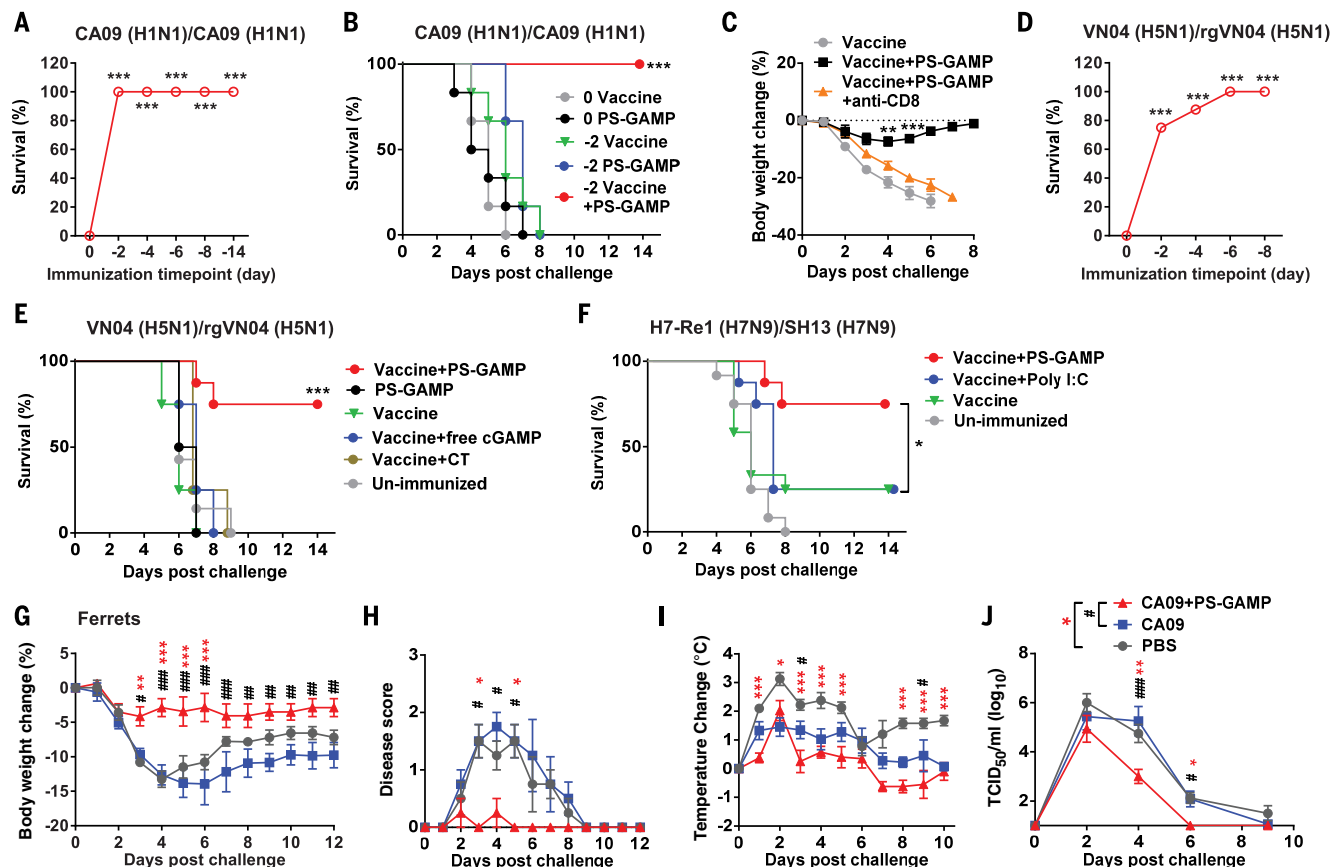 A
CA09 (H1N1)/CA09 (H1N1)
Survival (%)
120
100
80
60
40
20
0
*** *** ***
*** ***
0 -2 -4 -6 -8 -14
Immunization timepoint (day)
B
CA09 (H1N1)/CA09 (H1N1)
Survival (%)
100
50
0
***
0 Vaccine
0 PS-GAMP
-2 Vaccine
-2 PS-GAMP
-2 Vaccine
+PS-GAMP
0 2 4 6 8 10 12 14
Days post challenge
C
Vaccine
Vaccine+PS-GAMP
Vaccine+PS-GAMP
+anti-CD8
Body weight change (%)
20
0
-20
-40
** ***
0 2 4 6 8
Days post challenge
D
VN04 (H5N1)/rgVN04 (H5N1)
Survival (%)
120
100
80
60
40
20
0
*** *** *** ***
0 -2 -4 -6 -8
Immunization timepoint (day)
E
VN04 (H5N1)/rgVN04 (H5N1)
Survival (%)
100
50
0
***
Vaccine+PS-GAMP
PS-GAMP
Vaccine
Vaccine+free cGAMP
Vaccine+CT
Un-immunized
0 2 4 6 8 10 12 14
Days post challenge
F
H7-Re1 (H7N9)/SH13 (H7N9)
Survival (%)
100
50
0
*
Vaccine+PS-GAMP
Vaccine+Poly I:C
Vaccine
Un-immunized
0 2 4 6 8 10 12 14
Days post challenge
G
Ferrets
Body weight change (%)
5
0
-5
-10
-15
-20
# **
### ***
### ***
### ***
###
##
##
##
##
##
0 2 4 6 8 10 12
Days post challenge
H
Disease score
3
2
1
0
# *
#
# *
0 2 4 6 8 10 12
Days post challenge
I
Temperature Change (°C)
4
3
2
1
0
-1
-2
***
*
*** #
***
***
***
*** #
***
0 2 4 6 8 10
Days post challenge
J
* #
CA09+PS-GAMP
CA09
PBS
TCID50/ml (log10)
8
6
4
2
### **
# *
0 2 4 6 8 10
Days post challenge